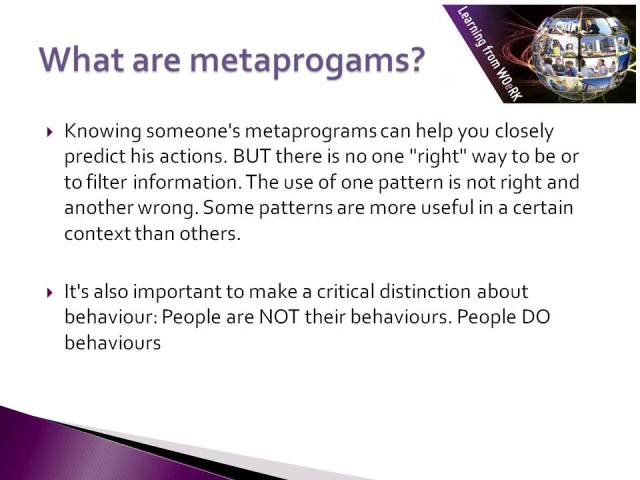 What are metaprogams?
Learning from WOeRK
Knowing someone's metaprograms can help you closely
predict his actions. BUT there is no one "right" way to be or
to filter information. The use of one pattern is not right and
another wrong. Some patterns are more useful in a certain
context than others.
It's also important to make a critical distinction about
behaviour: People are NOT their behaviours. People DO
behaviours